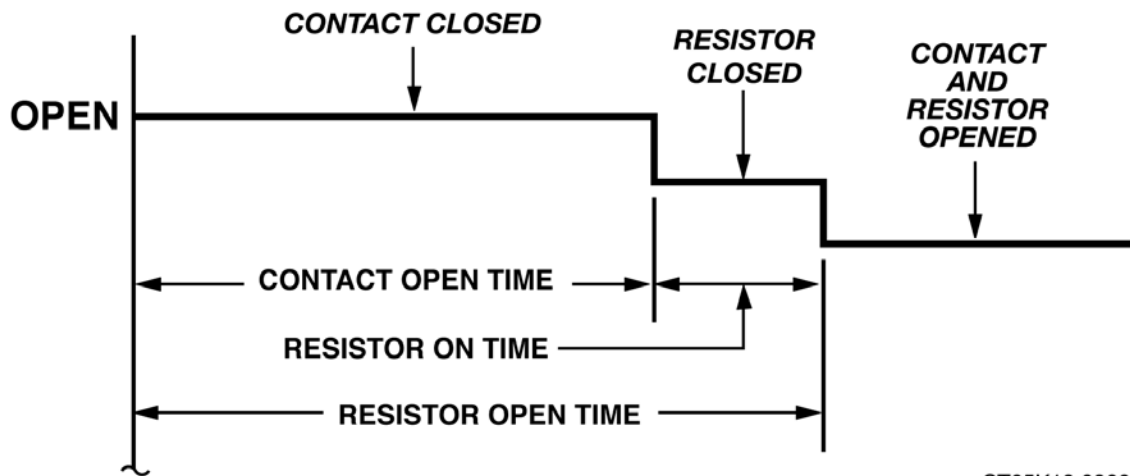 CONTACT CLOSED
RESISTOR
CLOSED
CONTACT
AND
RESISTOR
OPENED
OPEN
CONTACT OPEN TIME
RESISTOR ON TIME
RESISTOR OPEN TIME